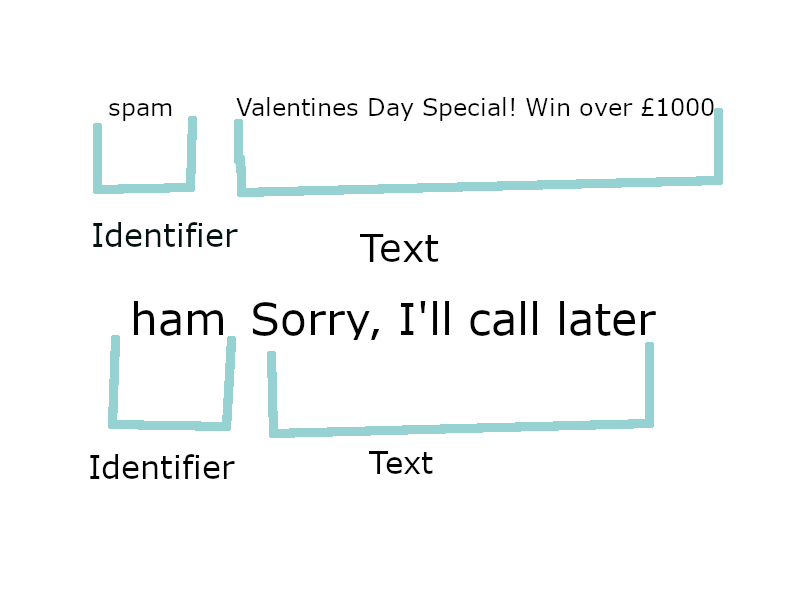 spam Valentines Day Special! Win over £1000
Identifier Text
ham Sorry, I'll call later
Identifier Text